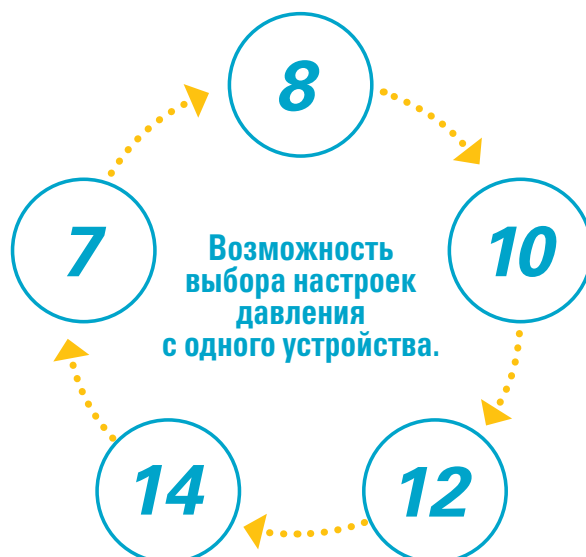 8
7
10
Возможность
выбора настроек
давления
с одного устройства.
14
12